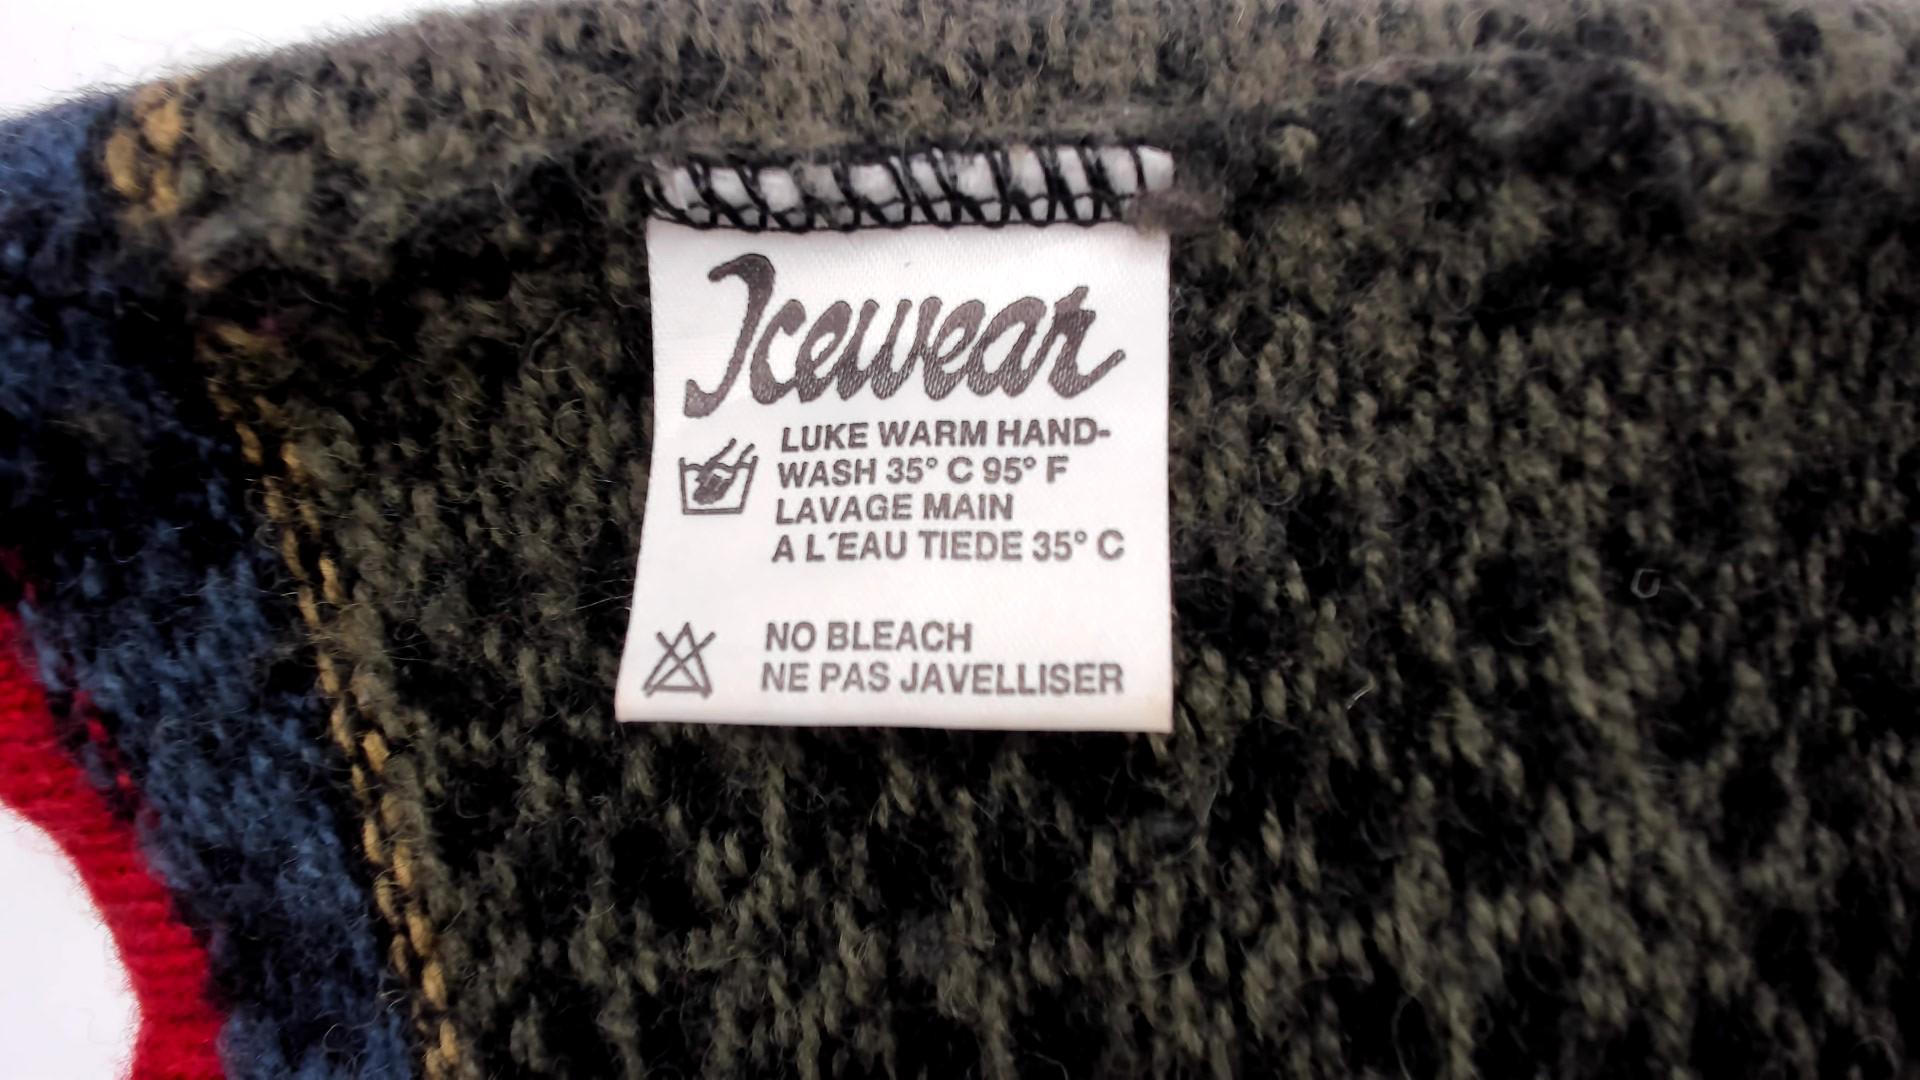 Icewear
LUKE WARM HAND-
WASH 35° C 95° F
LAVAGE MAIN
A L´EAU TIEDE 35° C
NO BLEACH
NE PAS JAVELLISER